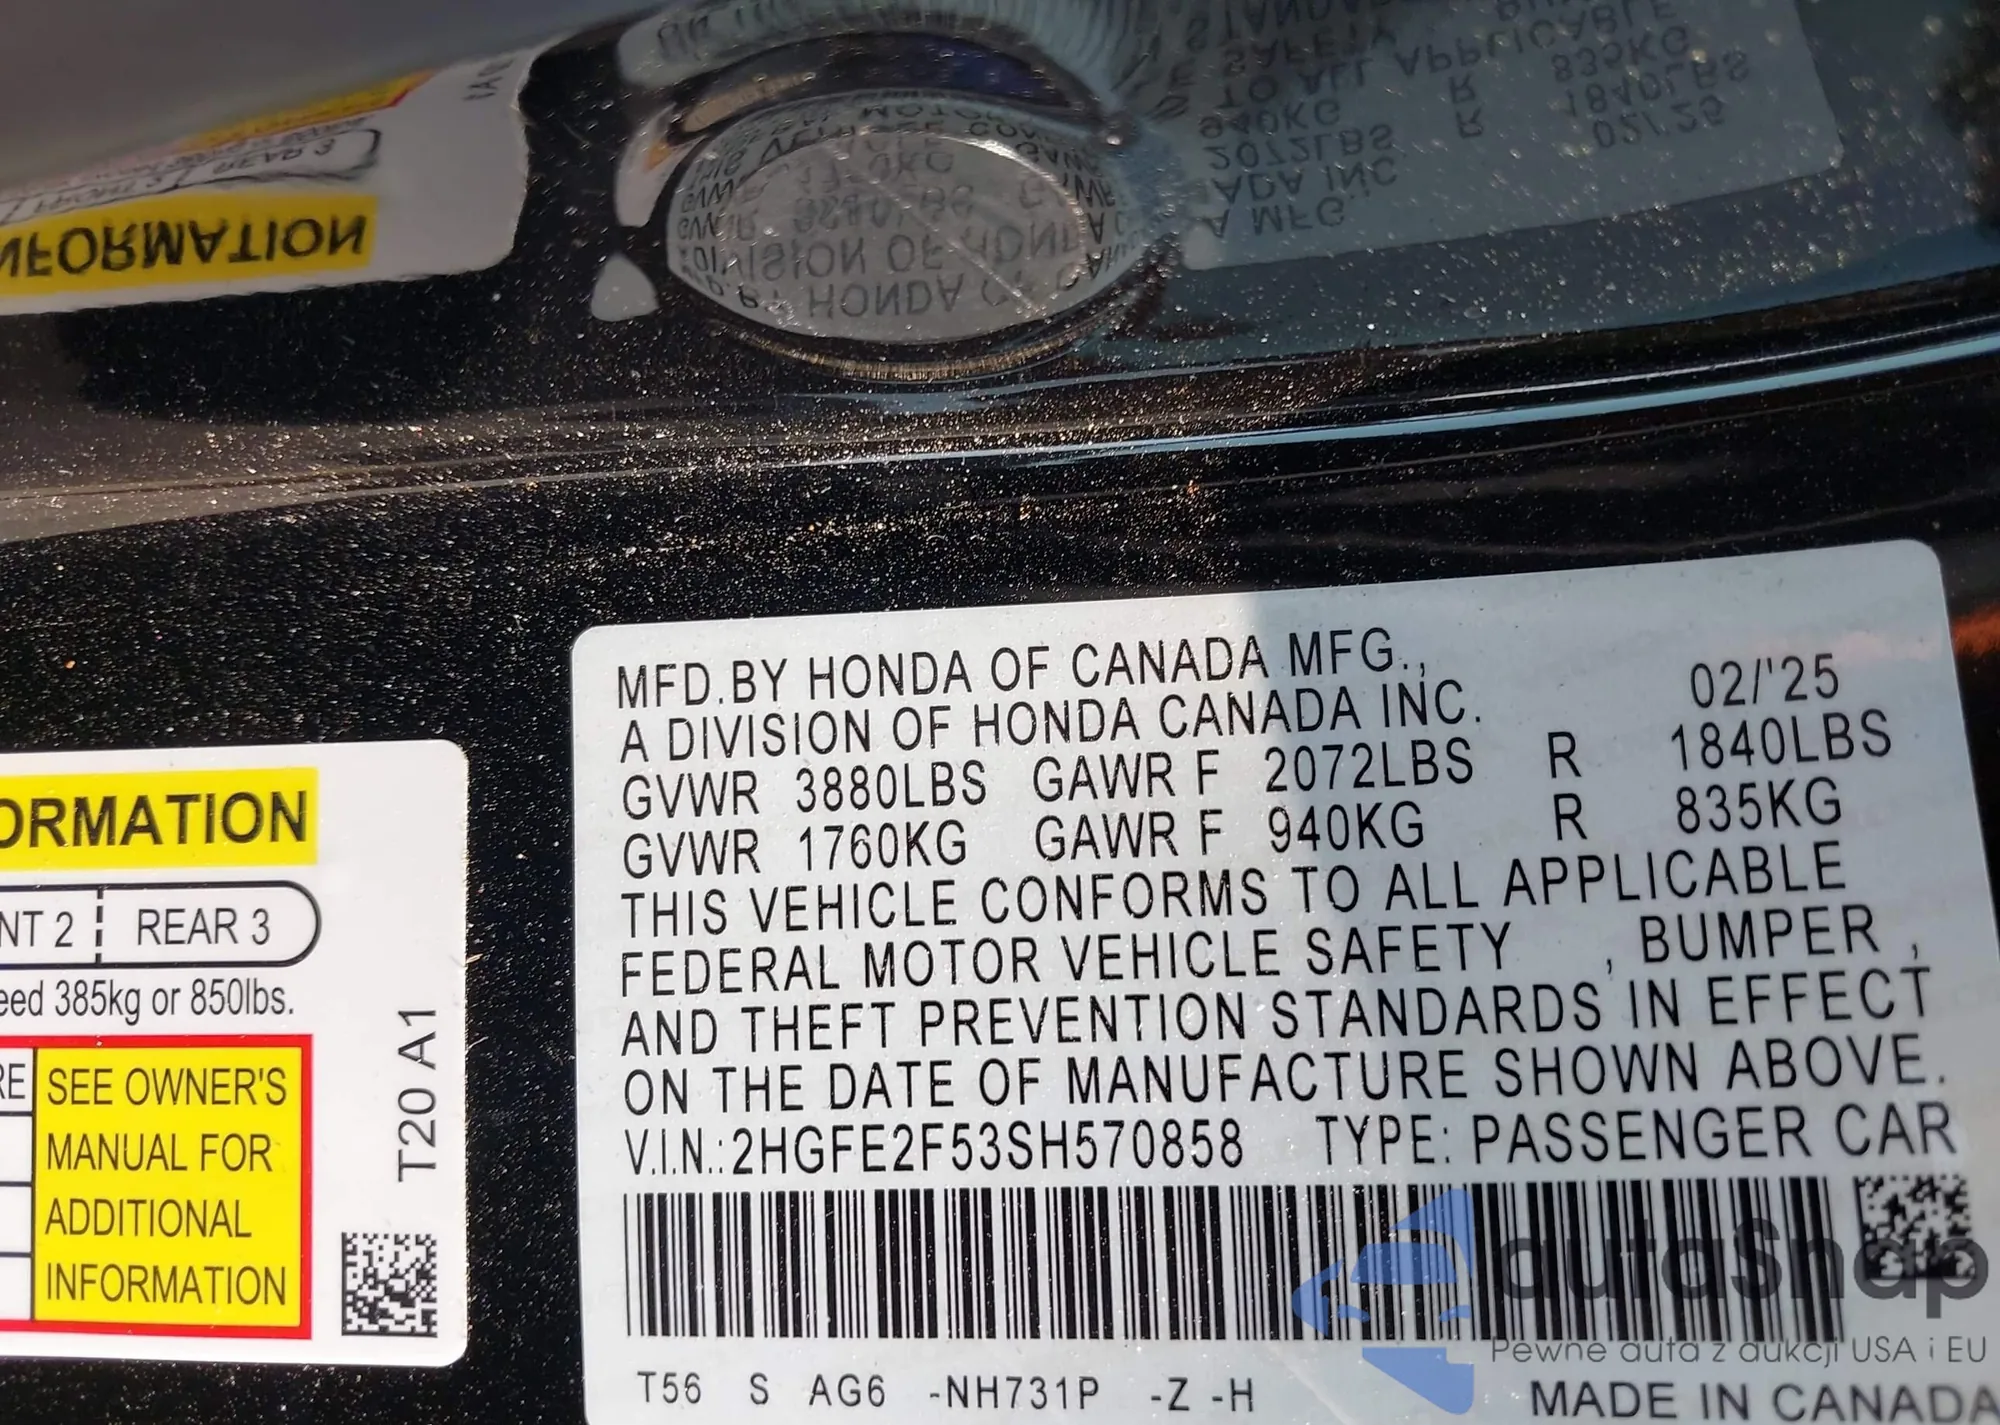 ORMATION
NT 2 REAR 3
eed 385kg or 850lbs.
RE SEE OWNER'S
MANUAL FOR
ADDITIONAL
INFORMATION
T20 A1
MFD.BY HONDA OF CANADA MFG.,
A DIVISION OF HONDA CANADA INC. 02/'25
GVWR 3880LBS GAWR F 2072LBS R 1840LBS
GVWR 1760KG GAWR F 940KG R 835KG
THIS VEHICLE CONFORMS TO ALL APPLICABLE
FEDERAL MOTOR VEHICLE SAFETY , BUMPER ,
AND THEFT PREVENTION STANDARDS IN EFFECT
ON THE DATE OF MANUFACTURE SHOWN ABOVE.
V.I.N.:2HGFE2F53SH570858 TYPE: PASSENGER CAR
T56 S AG6 -NH731P -Z -H
MADE IN CANADA
autoSnap
Pewne auta z aukcji USA i EU